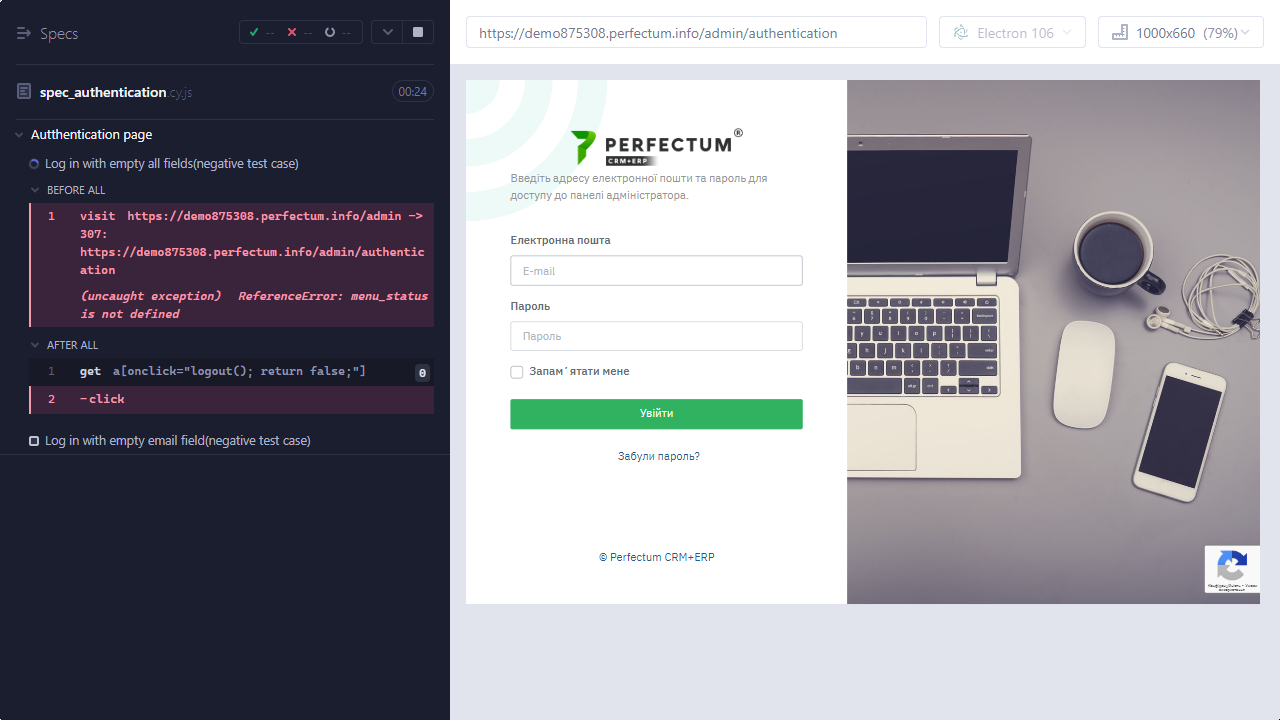 Specs
-- -- --
https://demo875308.perfectum.info/admin/authentication
Electron 106
1000x660 (79%)
spec_authentication.cy.js
00:24
Autthentication page
Log in with empty all fields(negative test case)
BEFORE ALL
1 visit https://demo875308.perfectum.info/admin ->
307:
https://demo875308.perfectum.info/admin/authentic
ation
(uncaught exception) ReferenceError: menu_status
is not defined
AFTER ALL
1 get a[onclick="logout(); return false;"] 0
2 -click
Log in with empty email field(negative test case)
PERFECTUM®
CRM+ERP
Введіть адресу електронної пошти та пароль для
доступу до панелі адміністратора.
Електронна пошта
E-mail
Пароль
Пароль
Запам´ятати мене
Увійти
Забули пароль?
© Perfectum CRM+ERP